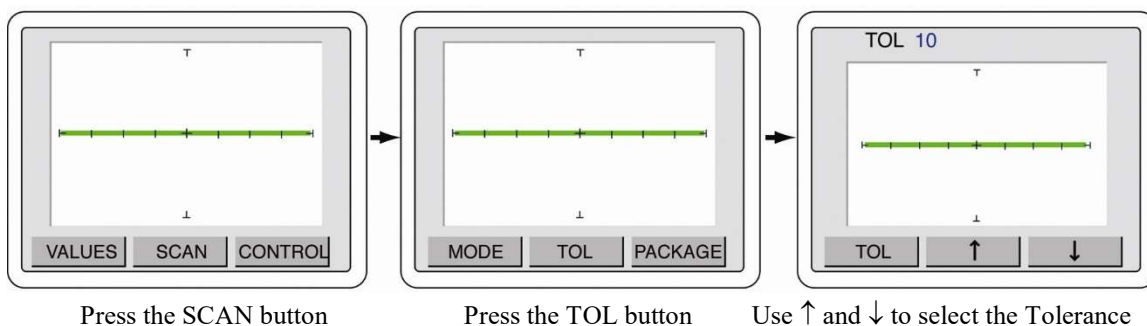 TOL 10
VALUES SCAN CONTROL
MODE TOL PACKAGE
TOL ↑ ↓
Press the SCAN button
Press the TOL button
Use ↑ and ↓ to select the Tolerance